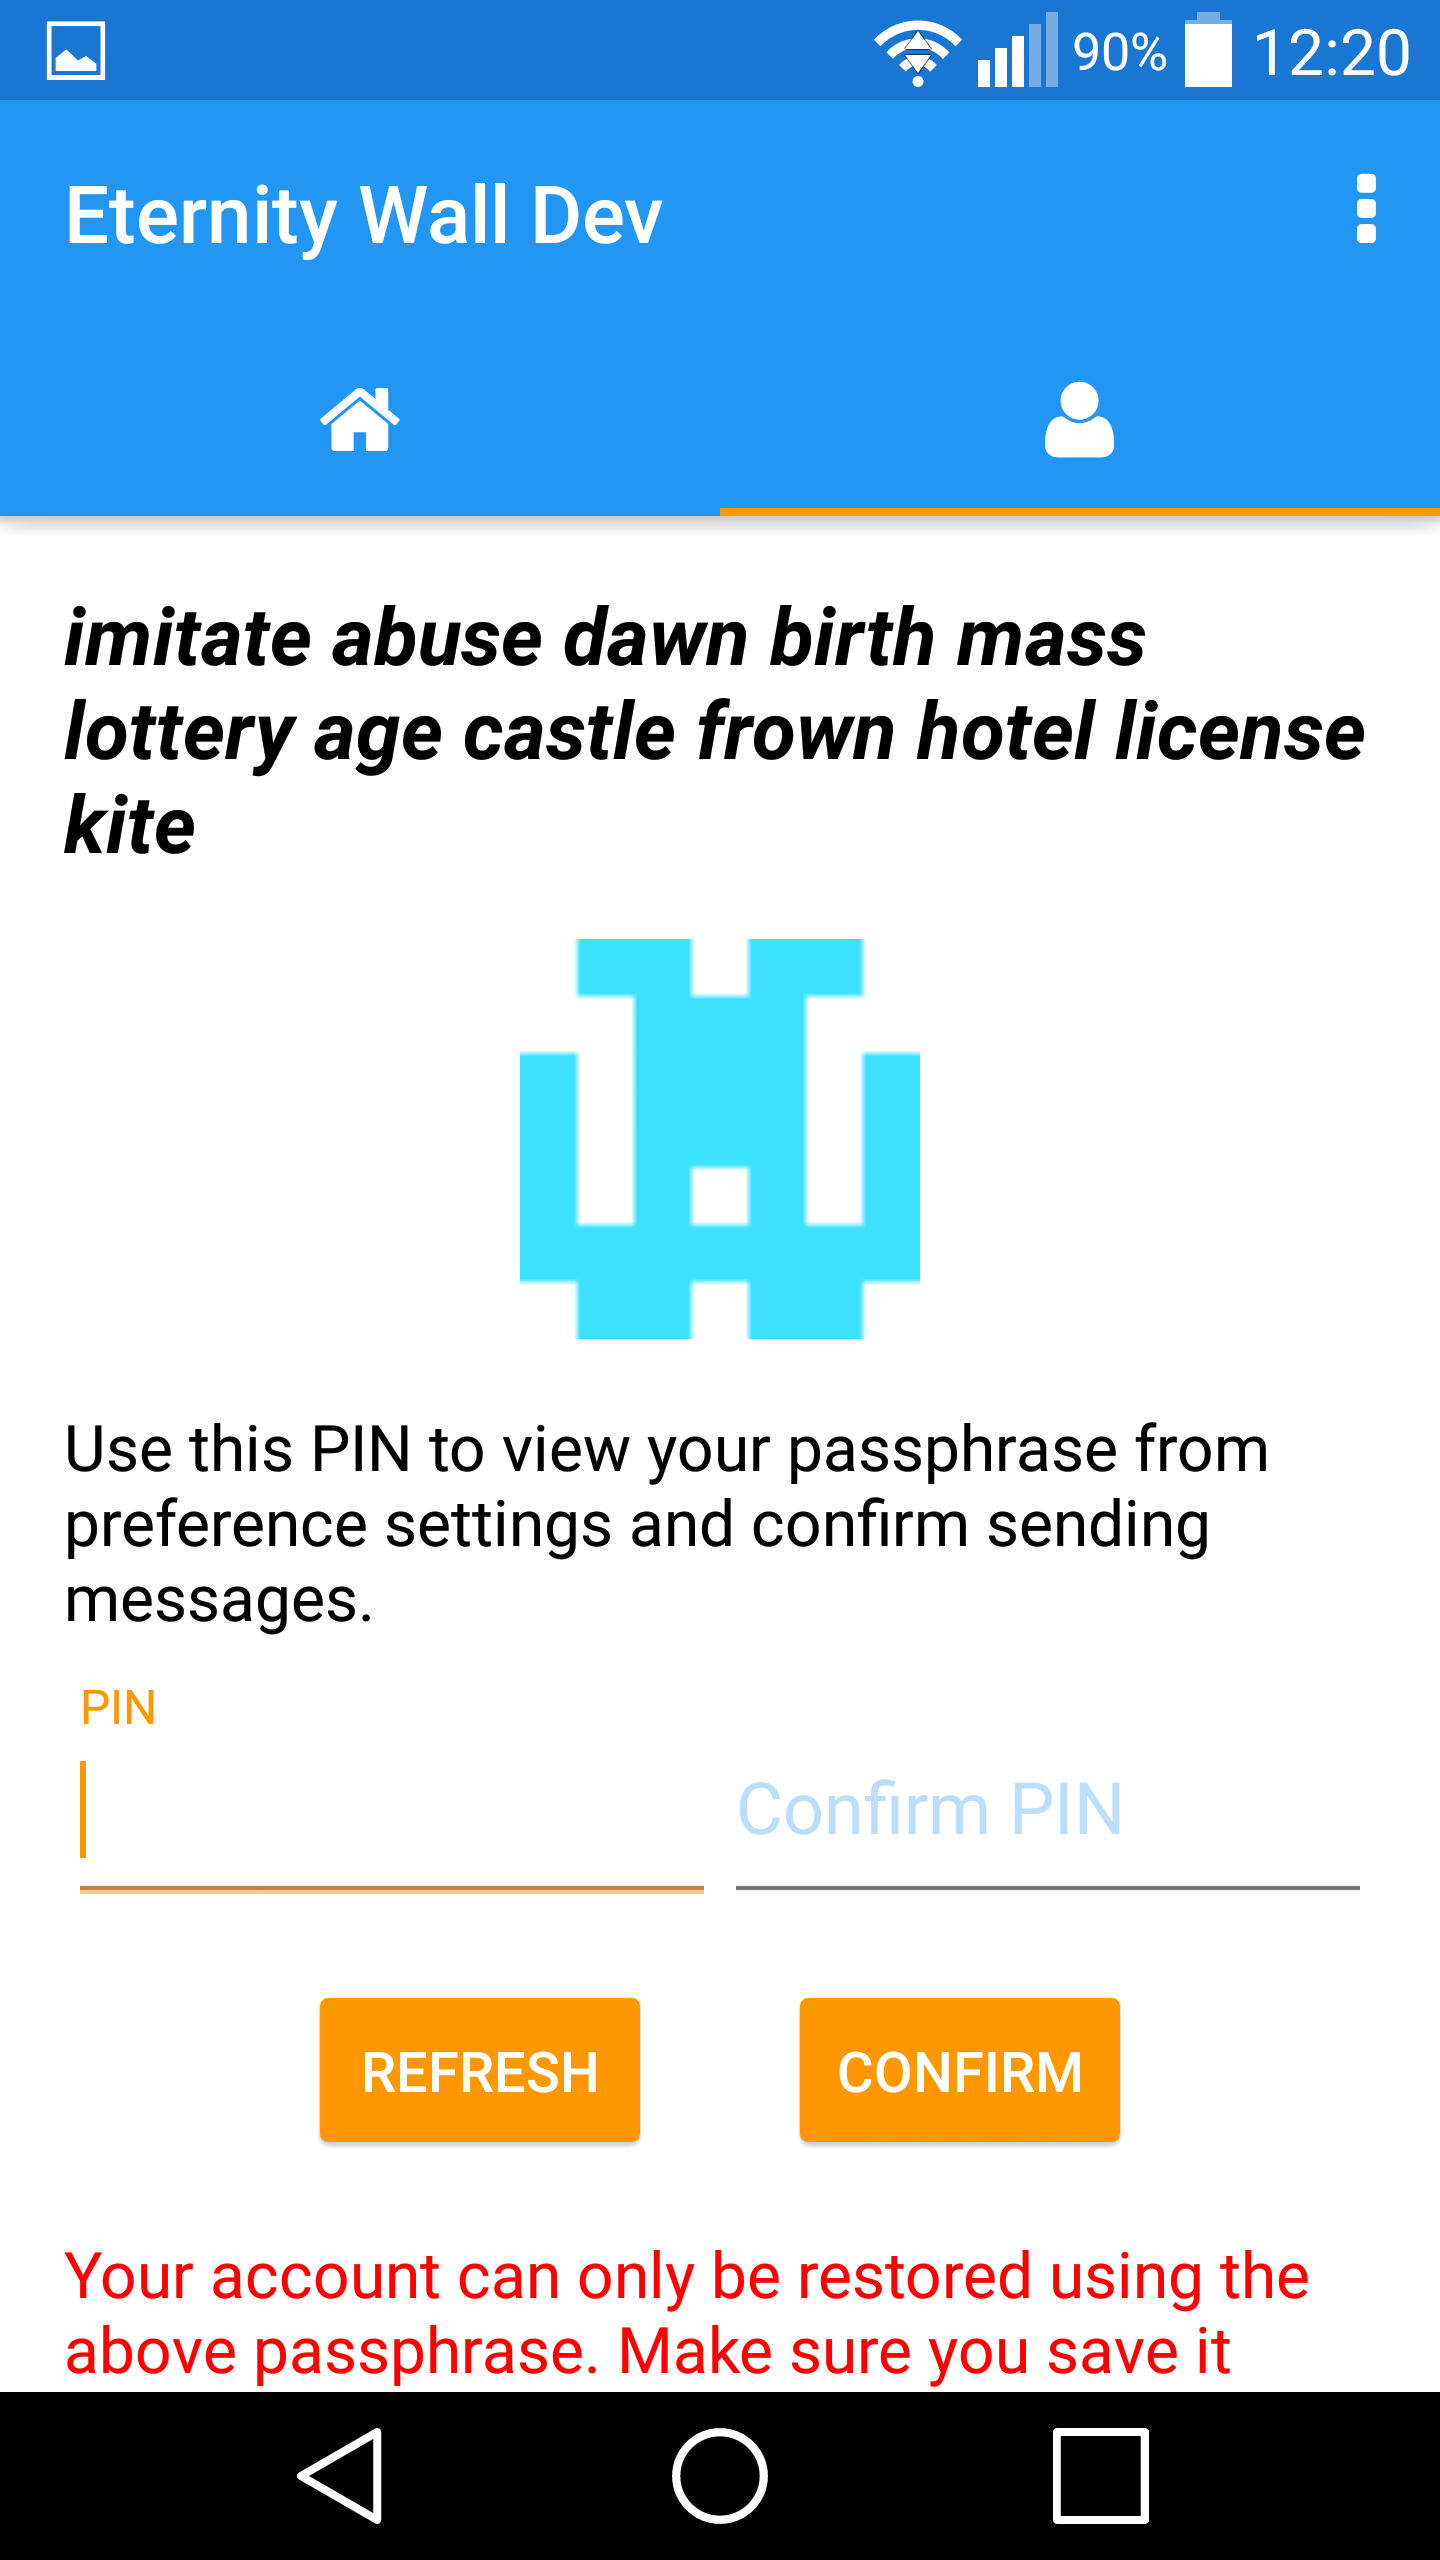 90% 12:20
Eternity Wall Dev
imitate abuse dawn birth mass
lottery age castle frown hotel license
kite
Use this PIN to view your passphrase from
preference settings and confirm sending
messages.
PIN
Confirm PIN
REFRESH CONFIRM
Your account can only be restored using the
above passphrase. Make sure you save it